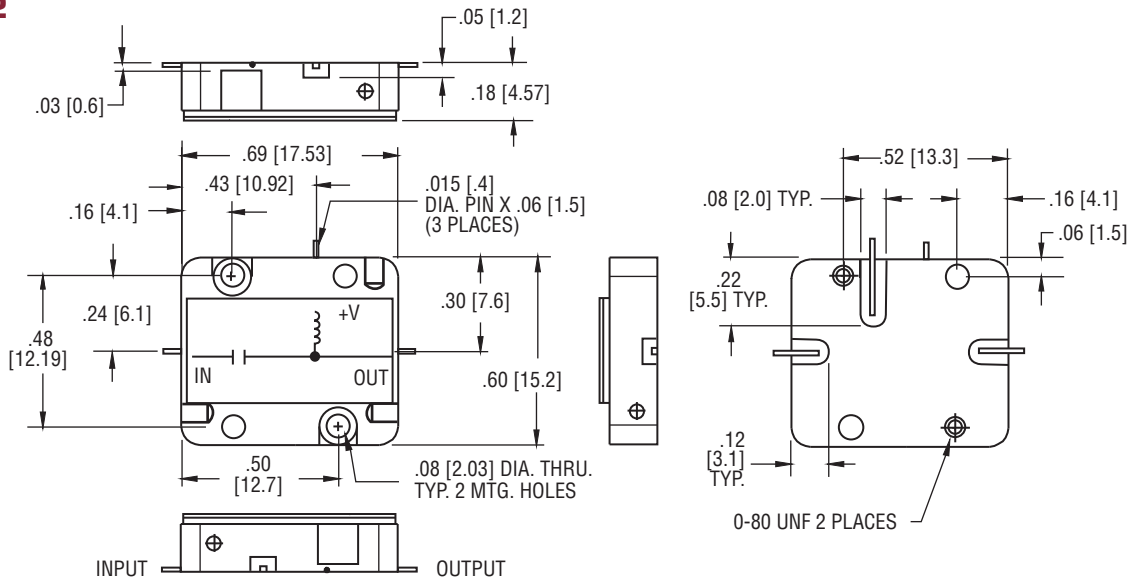 .05 [1.2]
.03 [0.6]
.18 [4.57]
.69 [17.53]
.43 [10.92]
.16 [4.1]
.015 [.4]
DIA. PIN X .06 [1.5]
(3 PLACES)
.24 [6.1]
.48
[12.19]
+V
IN
OUT
.30 [7.6]
.60 [15.2]
.50
[12.7]
.08 [2.03] DIA. THRU.
TYP. 2 MTG. HOLES
INPUT
OUTPUT
.52 [13.3]
.08 [2.0] TYP.
.16 [4.1]
.06 [1.5]
.22
[5.5] TYP.
.12
[3.1]
TYP.
0-80 UNF 2 PLACES